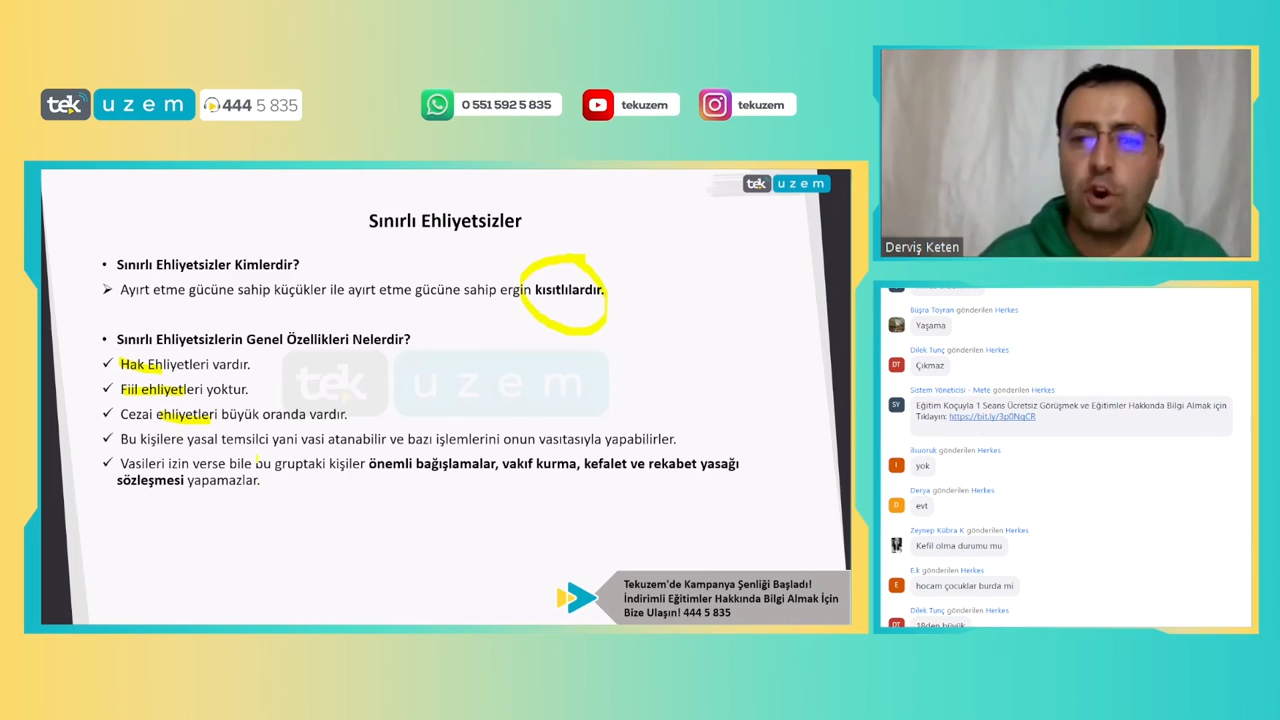 tek uzem 444 5 835
0 551 592 5 835
tekuzem
tekuzem
tek uzem
Sınırlı Ehliyetsizler
• Sınırlı Ehliyetsizler Kimlerdir?
➢ Ayırt etme gücüne sahip küçükler ile ayırt etme gücüne sahip ergin kısıtlılardır.
• Sınırlı Ehliyetsizlerin Genel Özellikleri Nelerdir?
✓ Hak Ehliyetleri vardır.
✓ Fiil ehliyetleri yoktur.
✓ Cezai ehliyetleri büyük oranda vardır.
✓ Bu kişilere yasal temsilci yani vasi atanabilir ve bazı işlemlerini onun vasıtasıyla yapabilirler.
✓ Vasileri izin verse bile bu gruptaki kişiler önemli bağışlamalar, vakıf kurma, kefalet ve rekabet yasağı
sözleşmesi yapamazlar.
tek uzem
Tekuzem'de Kampanya Şenliği Başladı!
İndirimli Eğitimler Hakkında Bilgi Almak İçin
Bize Ulaşın! 444 5 835
Derviş Keten
Büşra Toyran gönderilen Herkes
Yaşama
Dilek Tunç gönderilen Herkes
DT
Çıkmaz
Sistem Yöneticisi - Mete gönderilen Herkes
SY
Eğitim Koçuyla 1 Seans Ücretsiz Görüşmek ve Eğitimler Hakkında Bilgi Almak için
Tıklayın: https://bit.ly/3p0NqCR
ilsuoruk gönderilen Herkes
I
yok
Derya gönderilen Herkes
D
evt
Zeynep Kübra K gönderilen Herkes
Kefil olma durumu mu
E.k gönderilen Herkes
E
hocam çocuklar burda mi
Dilek Tunç gönderilen Herkes
DT
18den büyük